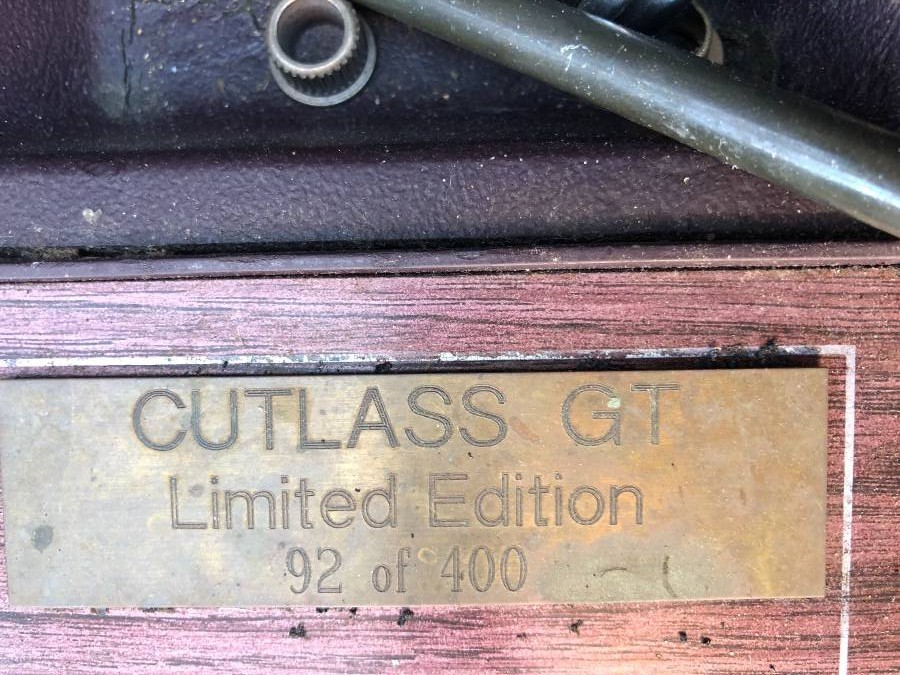 CUTLASS GT
Limited Edition
92 of 400